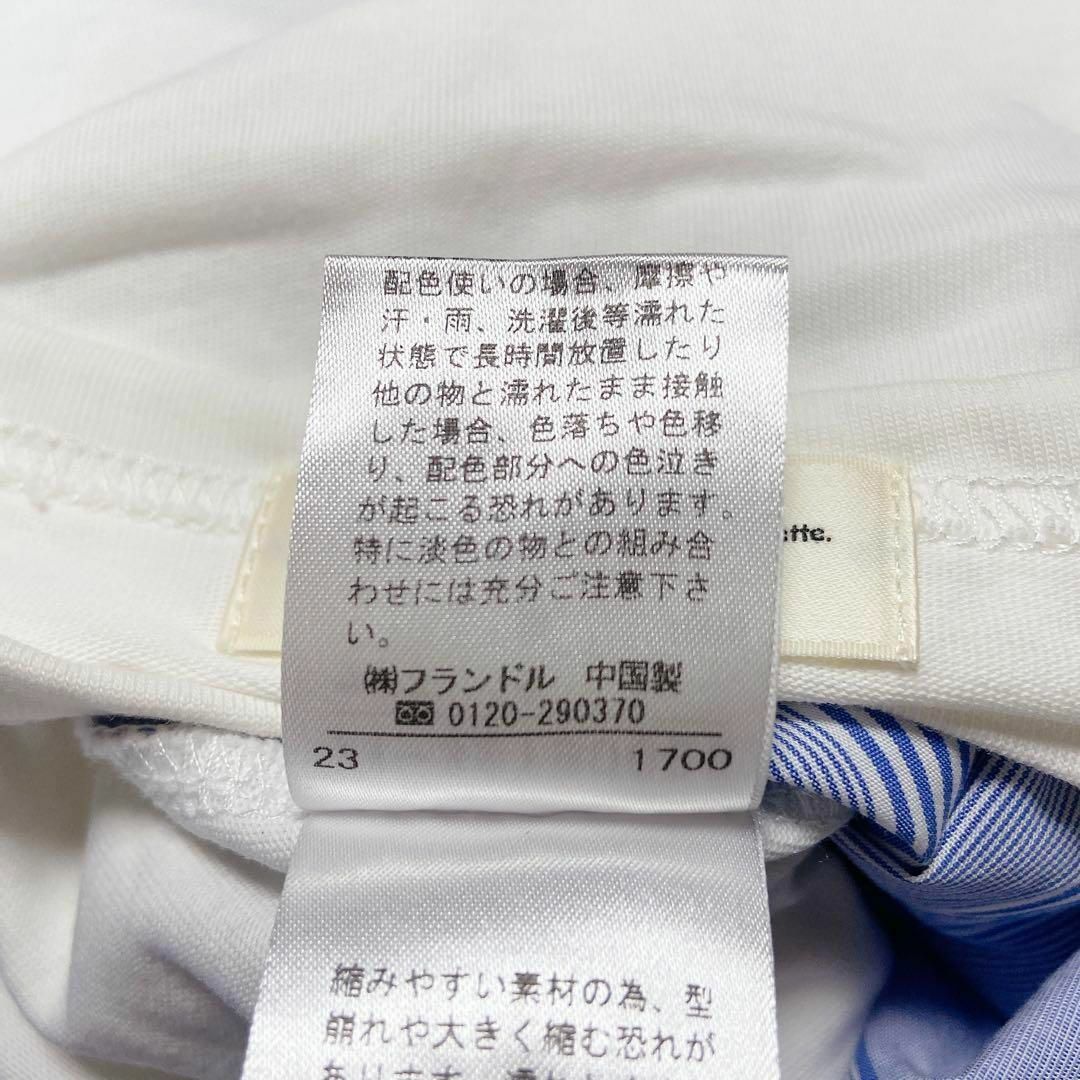 配色使いの場合、摩擦や
汗・雨、洗濯後等濡れた
状態で長時間放置したり
他の物と濡れたまま接触
した場合、色落ちや色移
り、配色部分への色泣き
が起こる恐れがあります。
特に淡色の物との組み合
わせには充分ご注意下さ
い。
㈱フランドル 中国製
0120-290370
23 1700
縮みやすい素材の為、型
崩れや大きく縮む恐れが